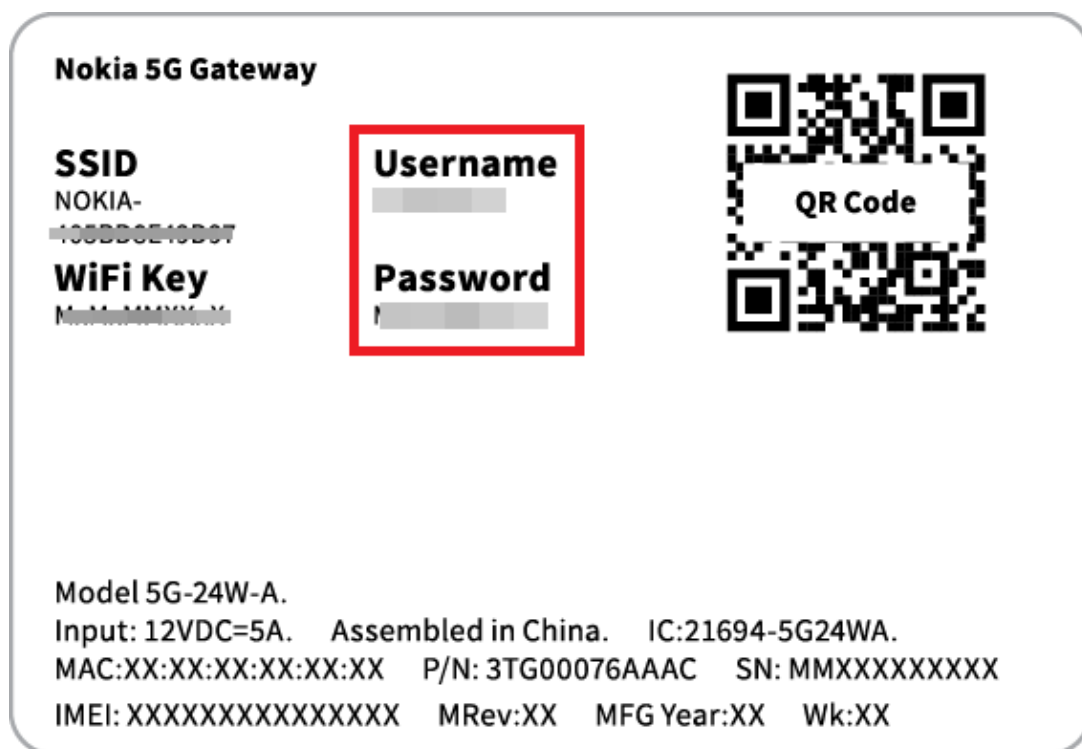 Nokia 5G Gateway
SSID
NOKIA-
WiFi Key
Username
Password
QR Code
Model 5G-24W-A.
Input: 12VDC=5A. Assembled in China. IC:21694-5G24WA.
MAC:XX:XX:XX:XX:XX:XX P/N: 3TG00076AAAC SN: MMXXXXXXXXX
IMEI: XXXXXXXXXXXXXXX MRev:XX MFG Year:XX Wk:XX